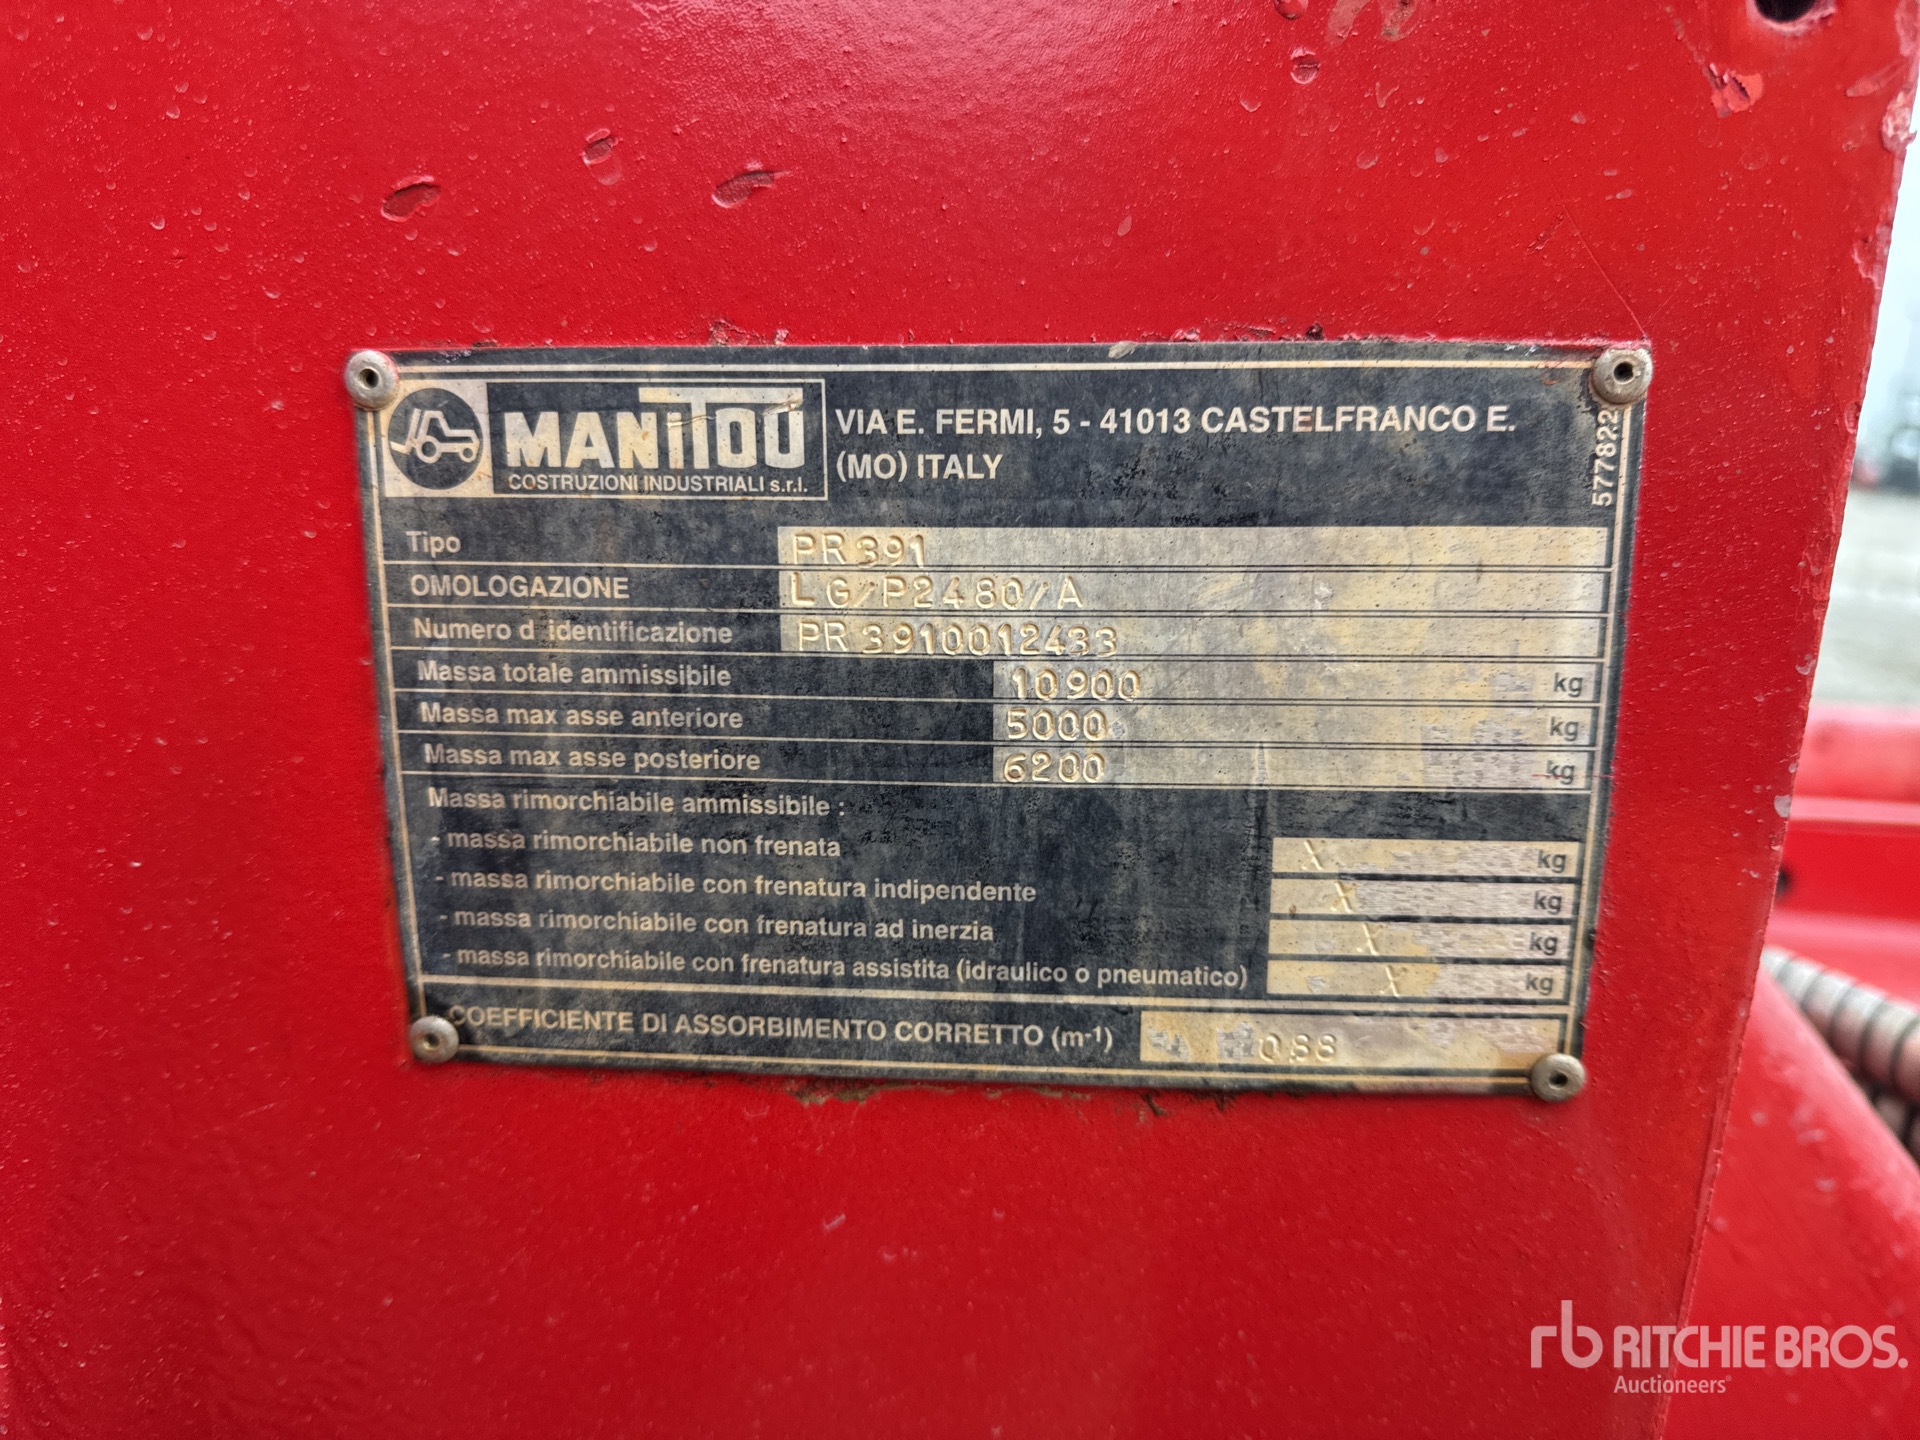 MANITOU
COSTRUZIONI INDUSTRIALI s.r.l.
VIA E. FERMI, 5 - 41013 CASTELFRANCO E.
(MO) ITALY
577822
Tipo PR391
OMOLOGAZIONE LG/P2480/A
Numero d identificazione PR3910012433
Massa totale ammissibile 10900 kg
Massa max asse anteriore 5000 kg
Massa max asse posteriore 6200 kg
Massa rimorchiabile ammissibile :
- massa rimorchiabile non frenata X kg
- massa rimorchiabile con frenatura indipendente X kg
- massa rimorchiabile con frenatura ad inerzia X kg
- massa rimorchiabile con frenatura assistita (idraulico o pneumatico) X kg
COEFFICIENTE DI ASSORBIMENTO CORRETTO (m-1)
rb RITCHIE BROS.
Auctioneers